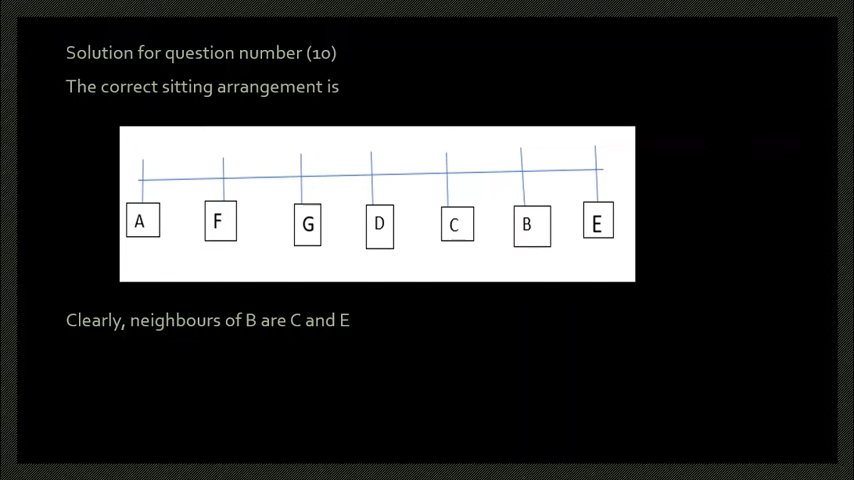 Solution for question number (10)
The correct sitting arrangement is
A F G D C B E
Clearly, neighbours of B are C and E